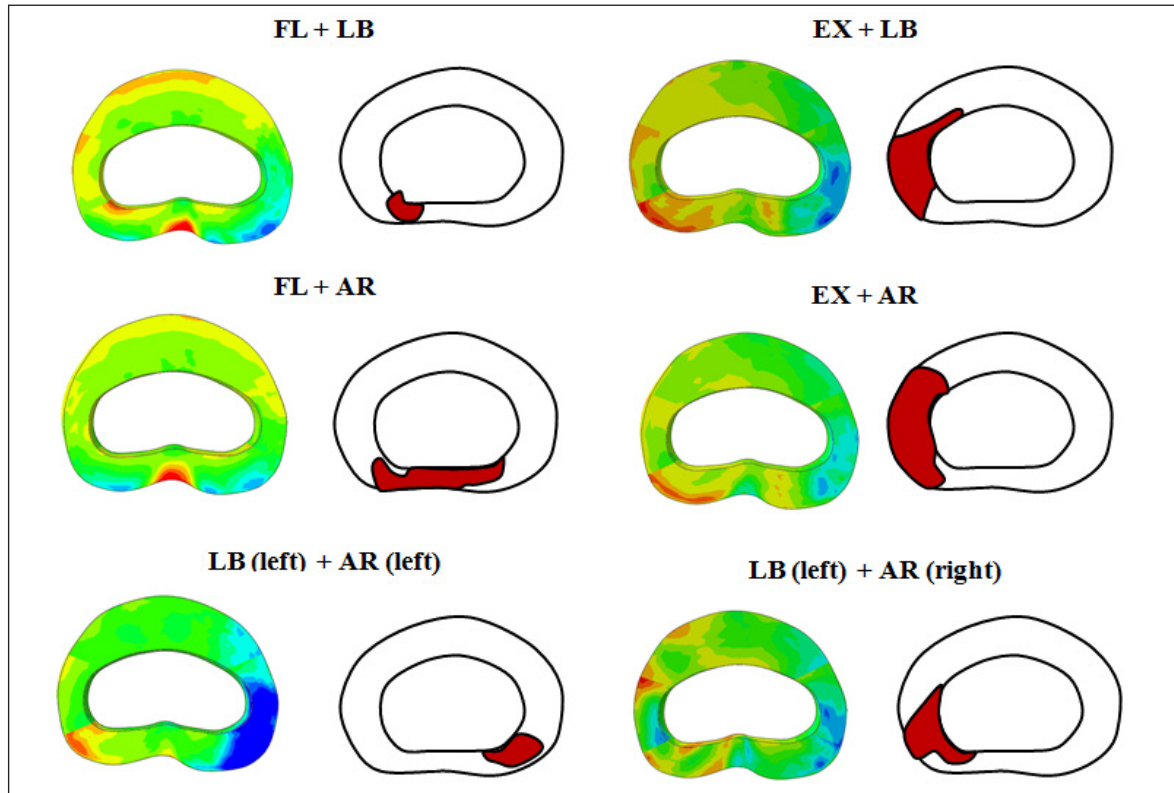 FL + LB
EX + LB
FL + AR
EX + AR
LB (left) + AR (left)
LB (left) + AR (right)